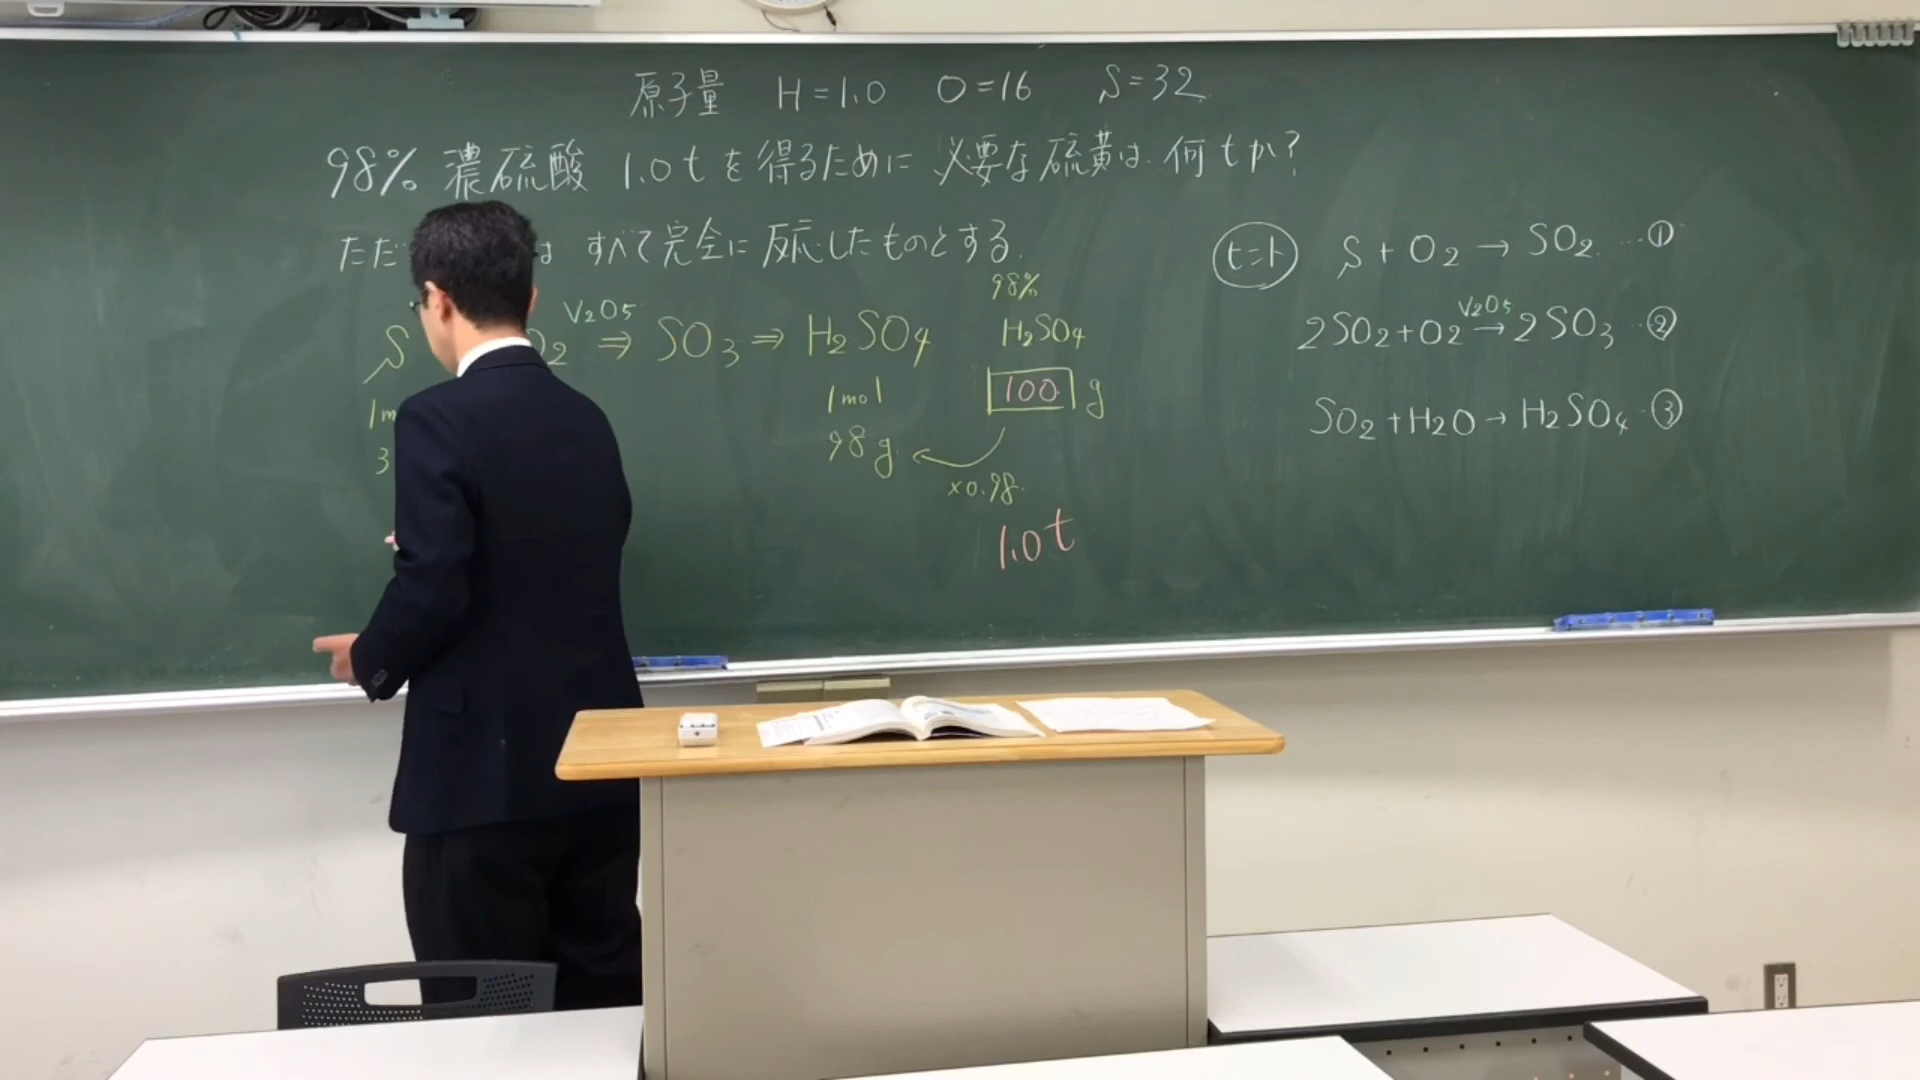 原子量 H=1.0 O=16 S=32
98% 濃硫酸 1.0tを得るために必要な硫黄は何tか?
ただ は すべて完全に反応したものとする.
S O2 V2O5 ⇒ SO3 ⇒ H2SO4
1mol
98g
98%
H2SO4
100 g
×0.98
1.0t
ヒント S+O2→SO2 …①
2SO2+O2 V2O5→2SO3 …②
SO2+H2O→H2SO4 …③